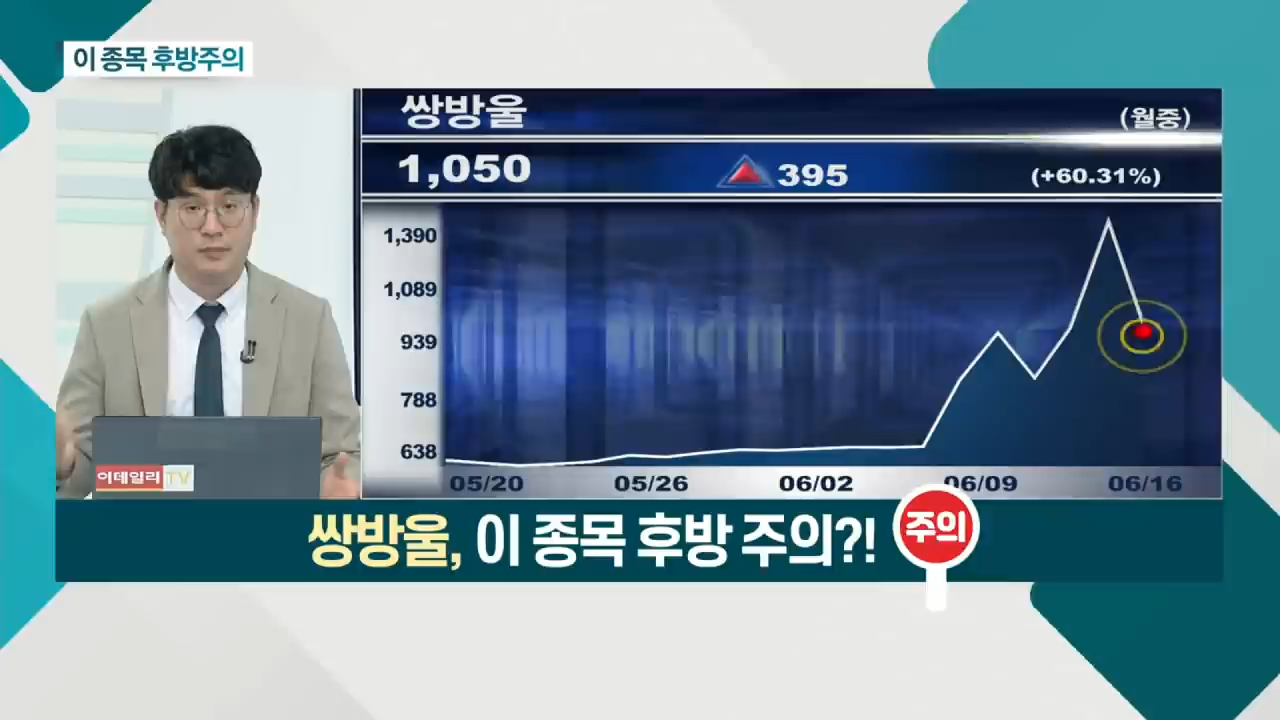 이 종목 후방주의
쌍방울
(월중)
1,050
395
(+60.31%)
1,390
1,089
939
788
638
05/20
05/26
06/02
06/09
06/16
이데일리TV
쌍방울, 이 종목 후방 주의?!
주의